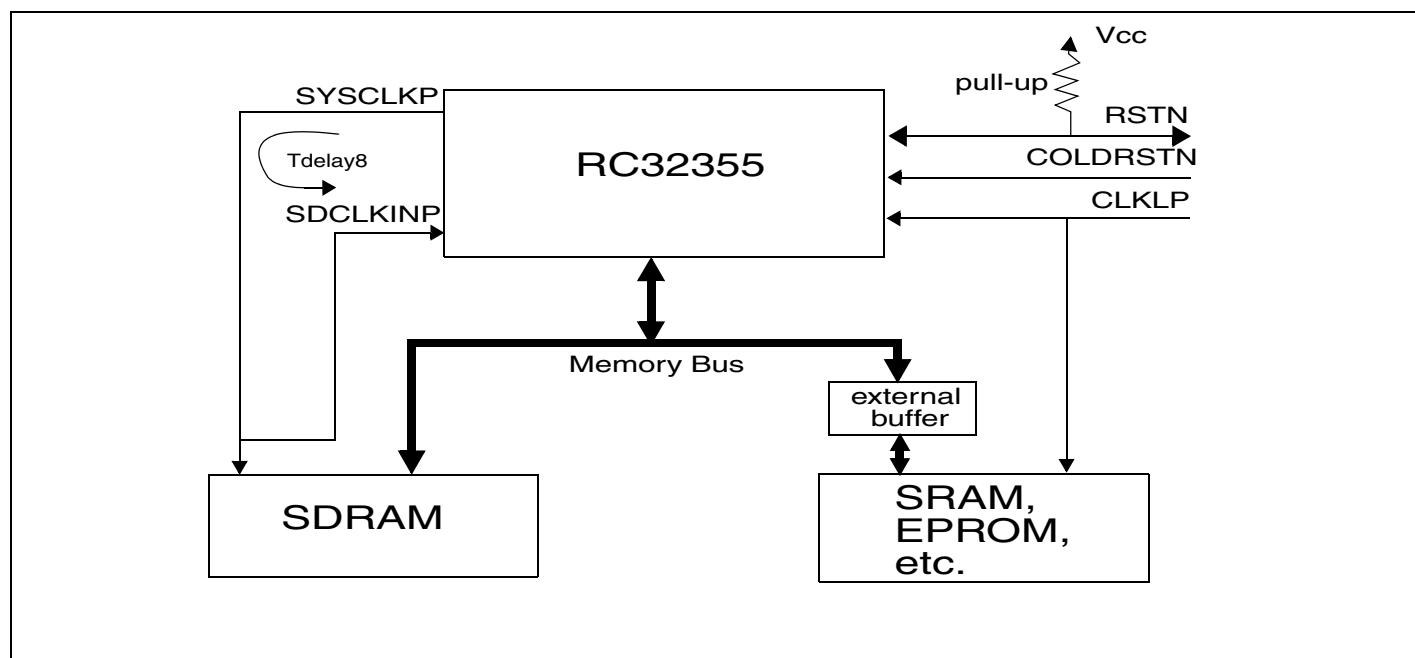 Vcc
pull-up
SYSCLKP
RSTN
Tdelay8
RC32355
COLDRSTN
SDCLKINP
CLKLP
Memory Bus
external
buffer
SDRAM
SRAM,
EPROM,
etc.